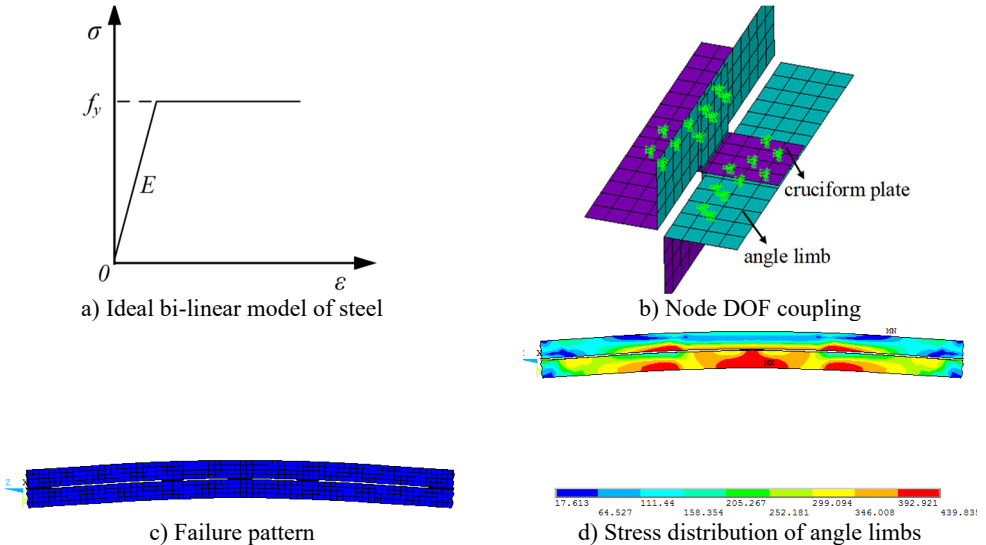 σ
f_y
E
0
ε
a) Ideal bi-linear model of steel
cruciform plate
angle limb
b) Node DOF coupling
Z
X
c) Failure pattern
MN
X
MX
17.613 111.44 205.267 299.094 392.921
64.527 158.354 252.181 346.008 439.835
d) Stress distribution of angle limbs